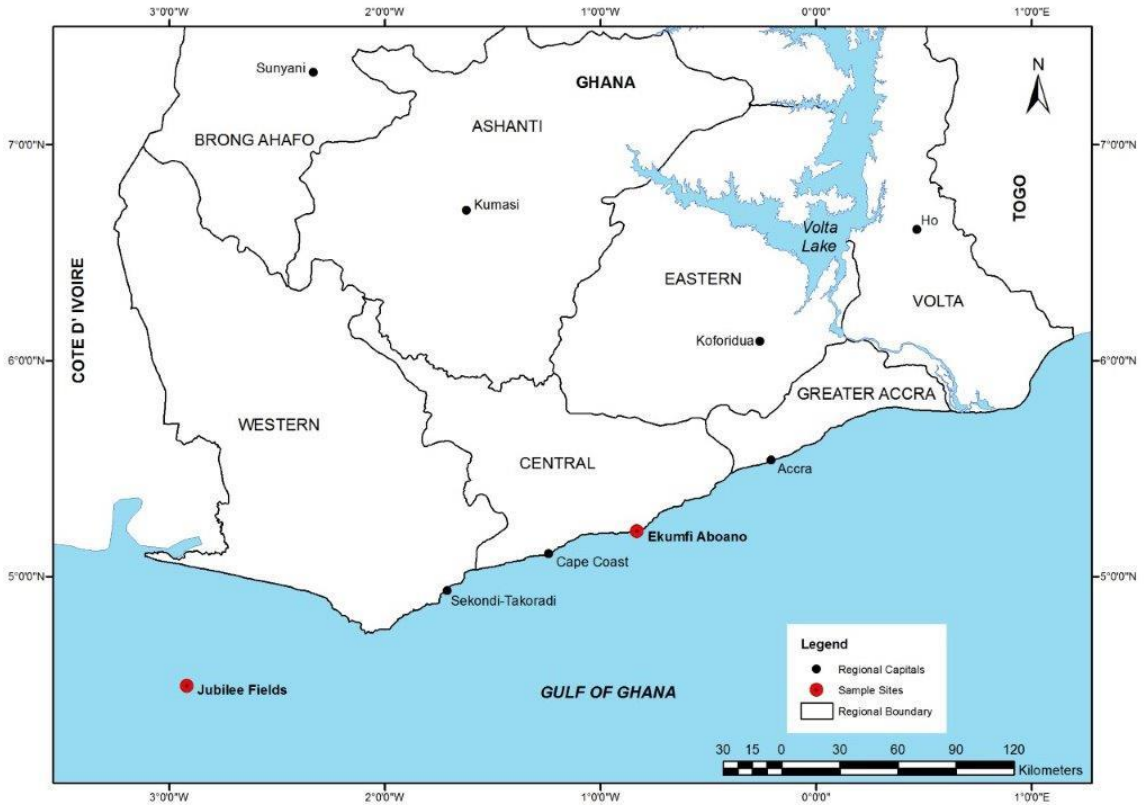 3°0'0"W
2°0'0"W
1°0'0"W
0°0'0"
1°0'0"E
N
Sunyani
GHANA
BRONG AHAFO
ASHANTI
7°0'0"N
7°0'0"N
TOGO
Kumasi
Volta
Lake
Ho
COTE D' IVOIRE
EASTERN
VOLTA
Koforidua
6°0'0"N
6°0'0"N
GREATER ACCRA
WESTERN
CENTRAL
Accra
Ekumfi Aboano
Cape Coast
5°0'0"N
5°0'0"N
Sekondi-Takoradi
Jubilee Fields
GULF OF GHANA
Legend
Regional Capitals
Sample Sites
Regional Boundary
30 15 0 30 60 90 120
Kilometers
3°0'0"W
2°0'0"W
1°0'0"W
0°0'0"
1°0'0"E